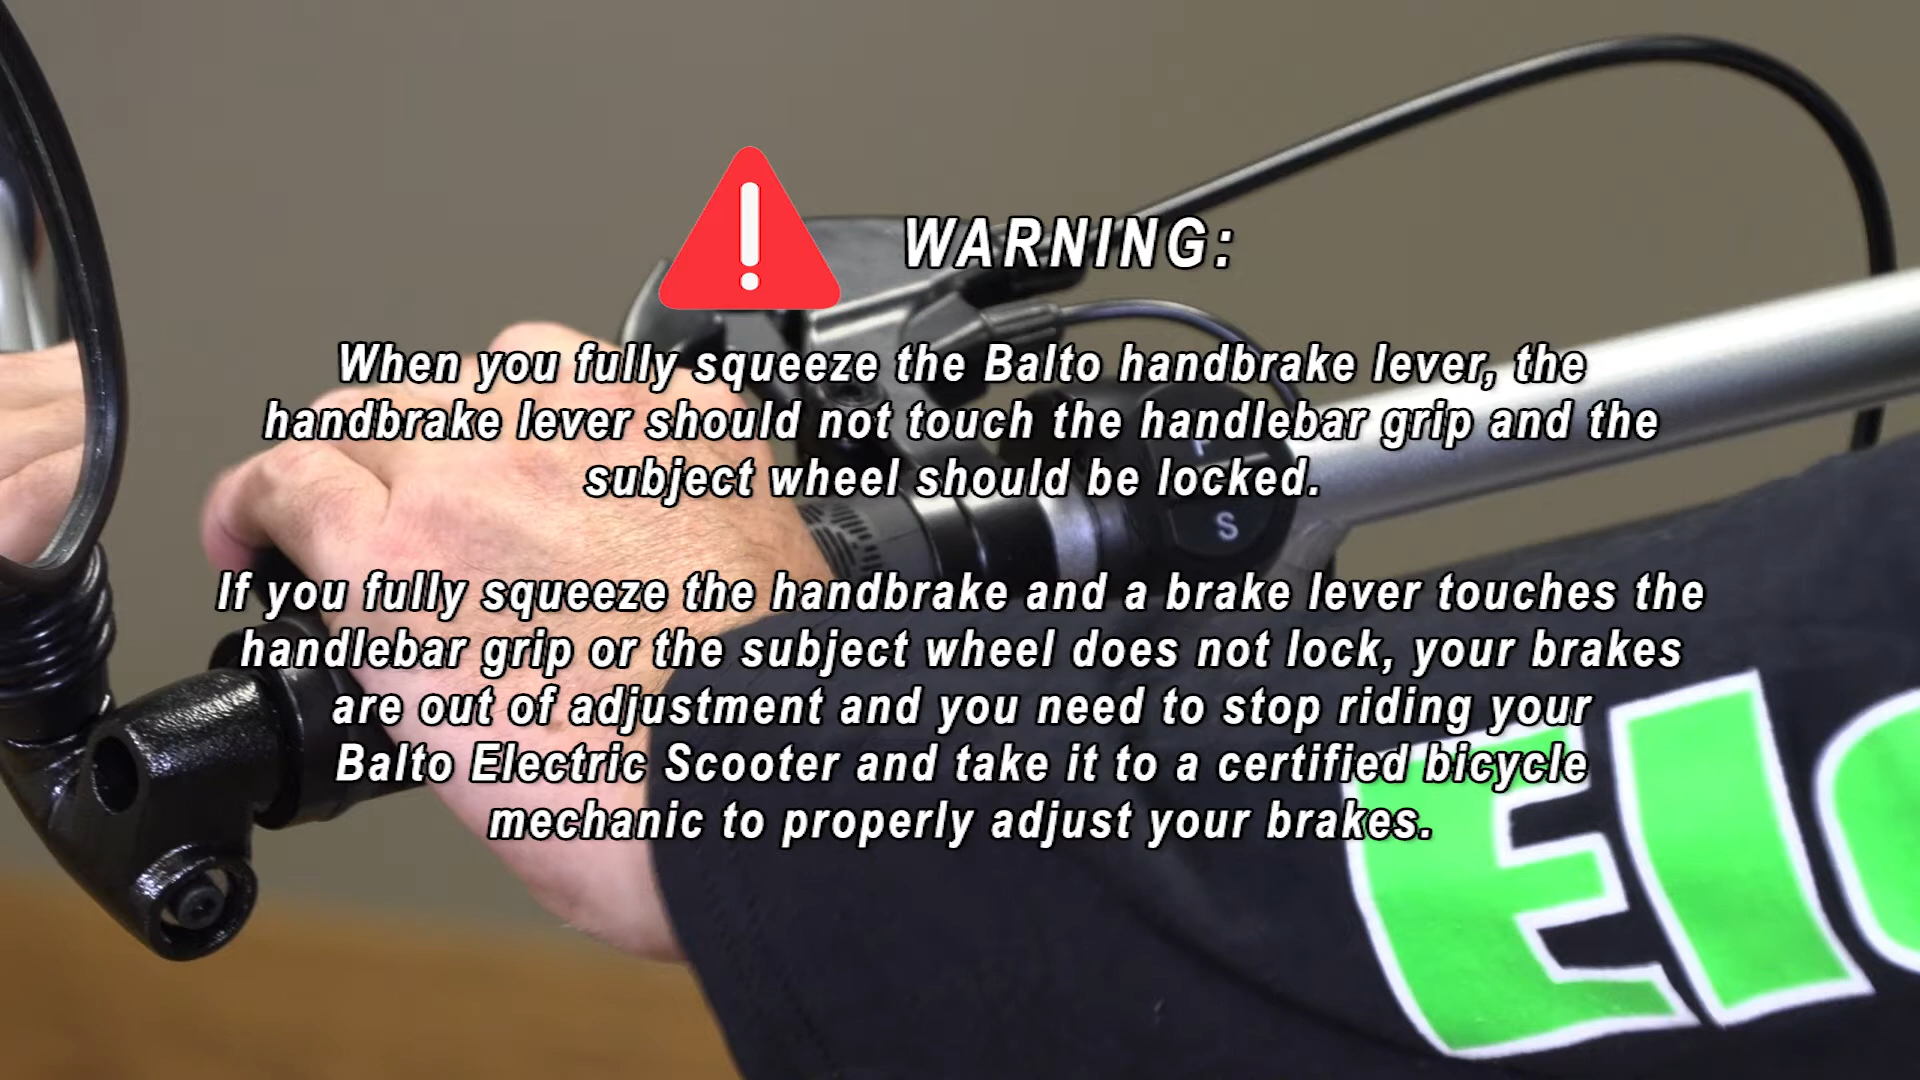 WARNING:
When you fully squeeze the Balto handbrake lever, the
handbrake lever should not touch the handlebar grip and the
subject wheel should be locked.
S
If you fully squeeze the handbrake and a brake lever touches the
handlebar grip or the subject wheel does not lock, your brakes
are out of adjustment and you need to stop riding your
Balto Electric Scooter and take it to a certified bicycle
mechanic to properly adjust your brakes.